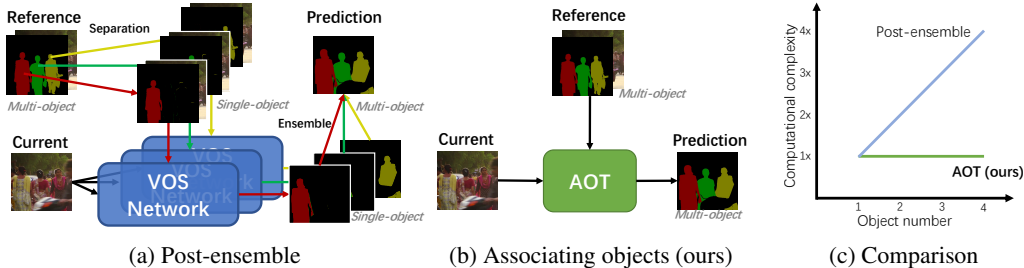 Reference
Separation
Multi-object
Single-object
Prediction
Multi-object
Ensemble
Current
VOS
VOS
VOS
Network
Single-object
(a) Post-ensemble
Reference
Multi-object
Current
AOT
Prediction
Multi-object
(b) Associating objects (ours)
Computational complexity
4x
3x
2x
1x
Post-ensemble
AOT (ours)
1 2 3 4
Object number
(c) Comparison